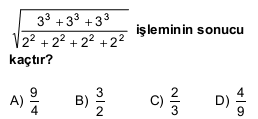 √((3³ + 3³ + 3³)/(2² + 2² + 2² + 2²)) işleminin sonucu
kaçtır?
A) 9/4 B) 3/2 C) 2/3 D) 4/9